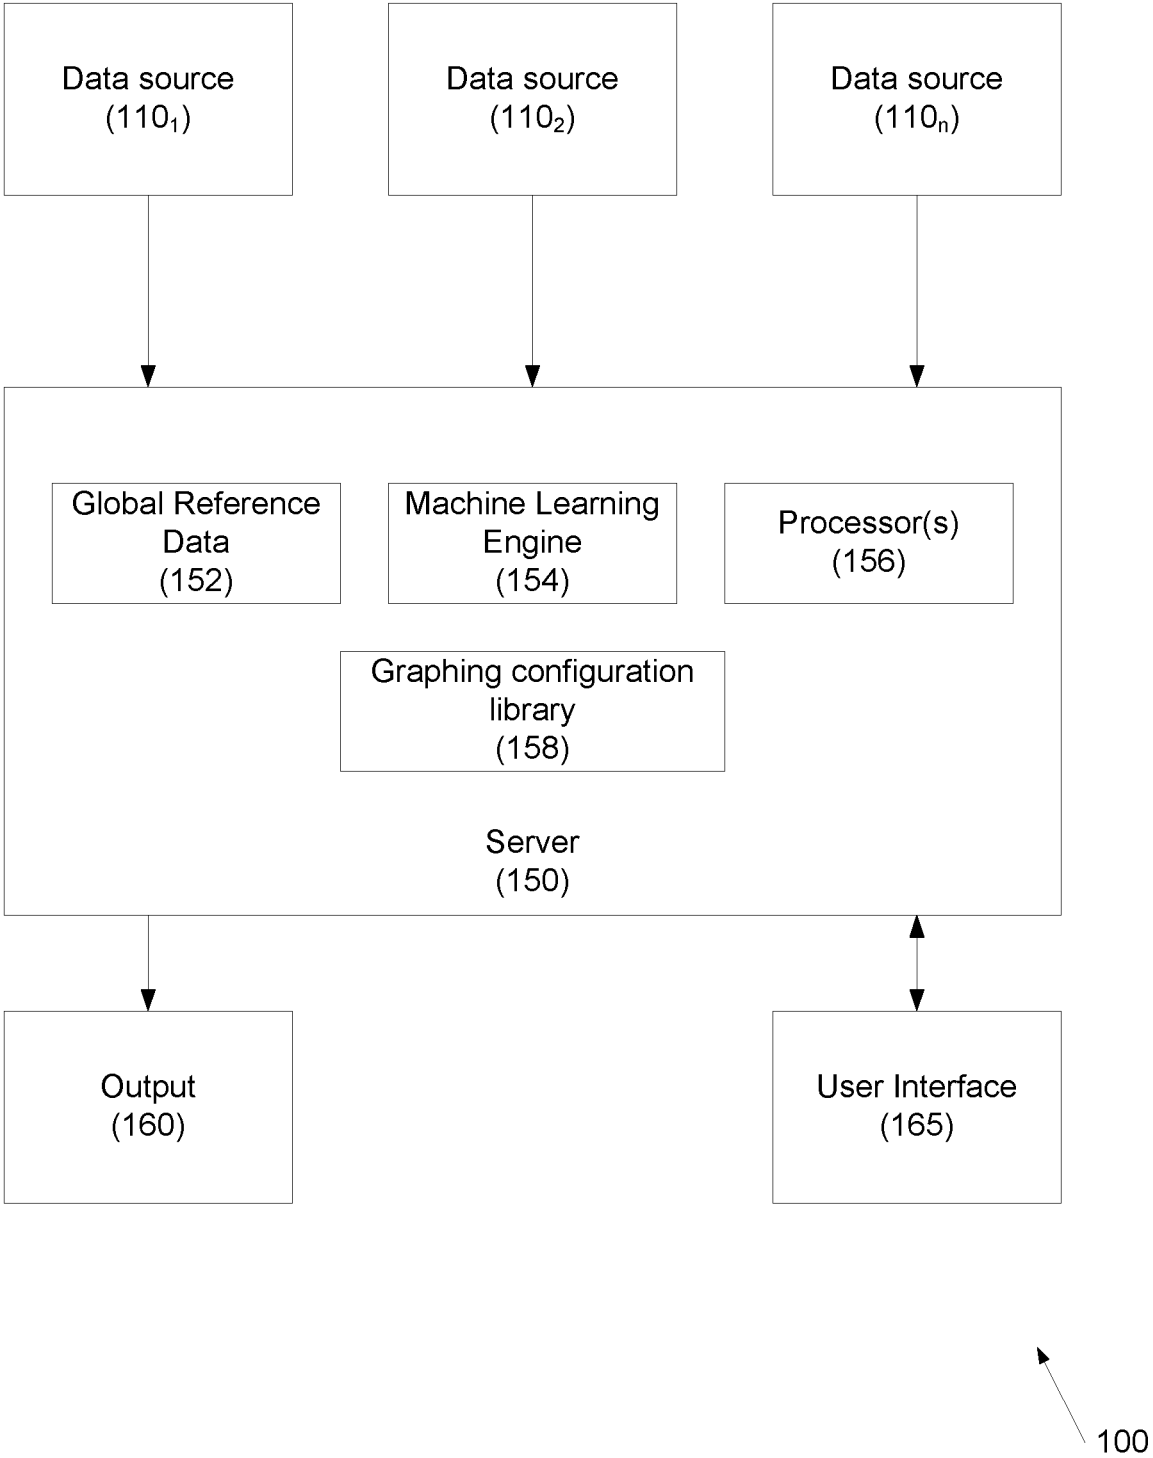 Data source
(110₁)
Data source
(110₂)
Data source
(110ₙ)
Global Reference
Data
(152)
Machine Learning
Engine
(154)
Processor(s)
(156)
Graphing configuration
library
(158)
Server
(150)
Output
(160)
User Interface
(165)
100